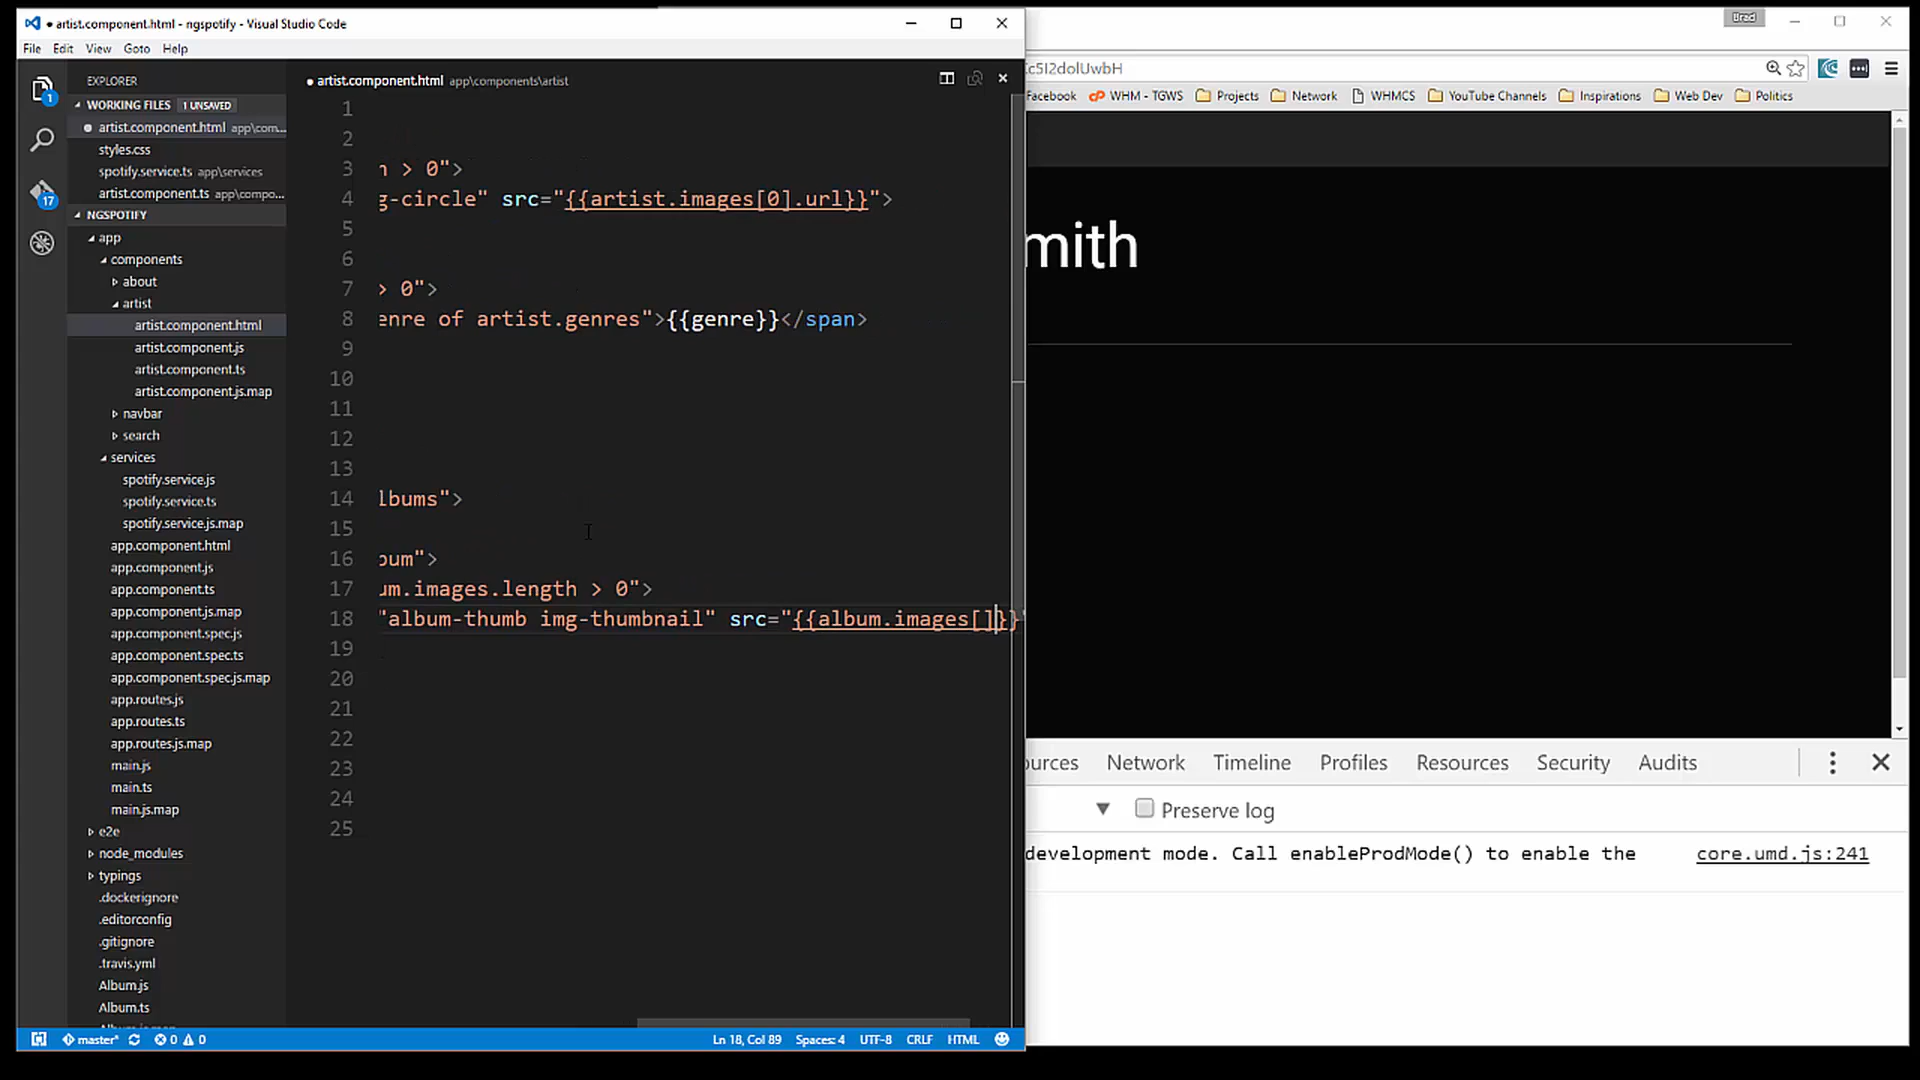 ● artist.component.html - ngspotify - Visual Studio Code
File Edit View Goto Help
EXPLORER
WORKING FILES 1 UNSAVED
artist.component.html app\com...
styles.css
spotify.service.ts app\services
artist.component.ts app\compo...
NGSPOTIFY
app
components
about
artist
artist.component.html
artist.component.js
artist.component.ts
artist.component.js.map
navbar
search
services
spotify.service.js
spotify.service.ts
spotify.service.js.map
app.component.html
app.component.js
app.component.ts
app.component.js.map
app.component.spec.js
app.component.spec.ts
app.component.spec.js.map
app.routes.js
app.routes.ts
app.routes.js.map
main.js
main.ts
main.js.map
e2e
node_modules
typings
.dockerignore
.editorconfig
.gitignore
.travis.yml
Album.js
Album.ts
1
17
● artist.component.html app\components\artist
1
2
3 > 0">
4 g-circle" src="{{artist.images[0].url}}">
5
6
7 > 0">
8 enre of artist.genres">{{genre}}</span>
9
10
11
12
13
14 lbums">
15
16 bum">
17 um.images.length > 0">
18 "album-thumb img-thumbnail" src="{{album.images[]}}"
19
20
21
22
23
24
25
master* 0 0
Ln 18, Col 89 Spaces: 4 UTF-8 CRLF HTML
Brad
c5I2dolUwbH
Facebook WHM - TGWS Projects Network WHMCS YouTube Channels Inspirations Web Dev Politics
mith
ources Network Timeline Profiles Resources Security Audits
Preserve log
development mode. Call enableProdMode() to enable the core.umd.js:241